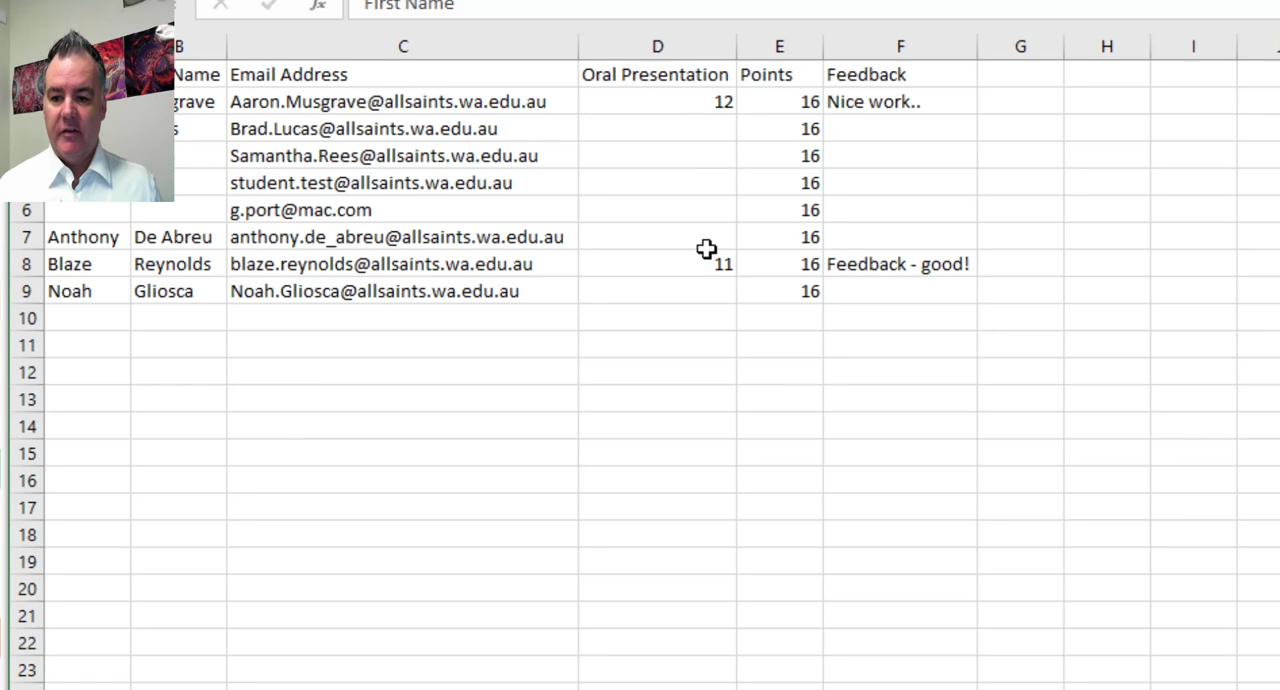 fx First Name
B C D E F G H I
Name Email Address Oral Presentation Points Feedback
grave Aaron.Musgrave@allsaints.wa.edu.au 12 16 Nice work..
s Brad.Lucas@allsaints.wa.edu.au 16
Samantha.Rees@allsaints.wa.edu.au 16
student.test@allsaints.wa.edu.au 16
6 g.port@mac.com 16
7 Anthony De Abreu anthony.de_abreu@allsaints.wa.edu.au 16
8 Blaze Reynolds blaze.reynolds@allsaints.wa.edu.au 11 16 Feedback - good!
9 Noah Gliosca Noah.Gliosca@allsaints.wa.edu.au 16
10
11
12
13
14
15
16
17
18
19
20
21
22
23